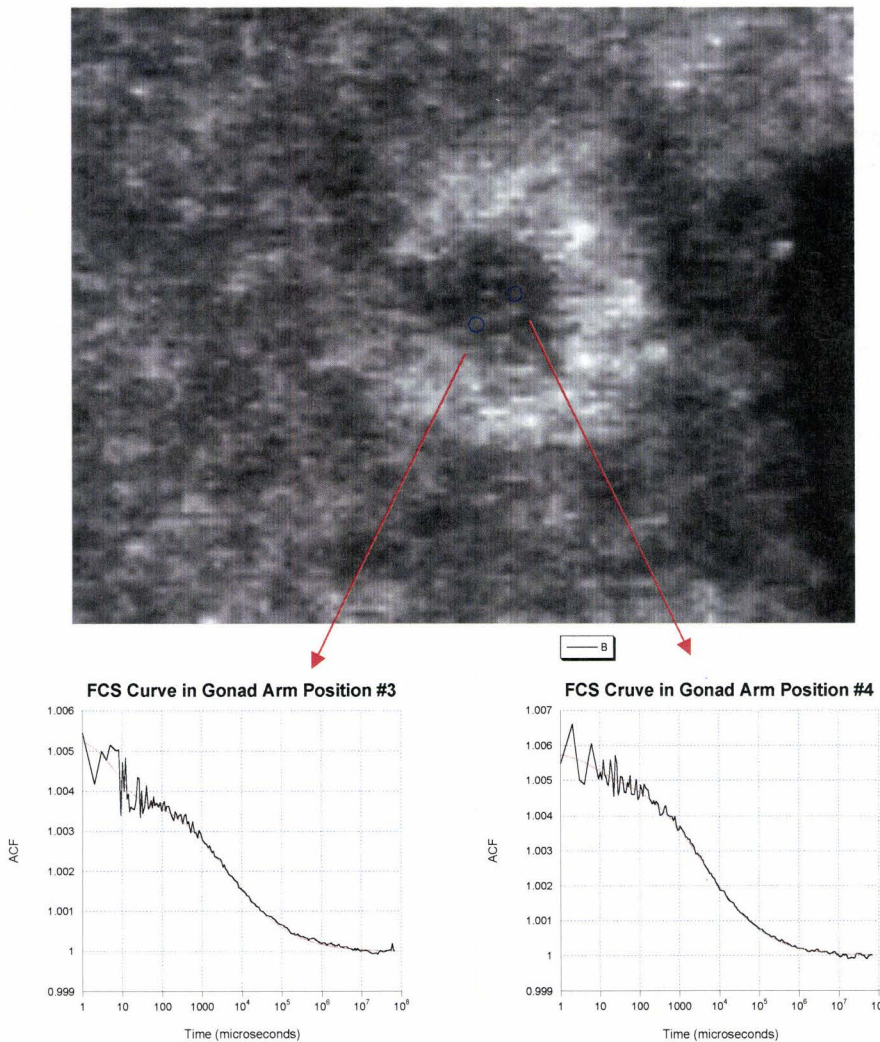 B
FCS Curve in Gonad Arm Position #3
1.006
1.005
1.004
1.003
1.002
1.001
1
0.999
ACF
1 10 100 1000 10⁴ 10⁵ 10⁶ 10⁷ 10⁸
Time (microseconds)
FCS Cruve in Gonad Arm Position #4
1.007
1.006
1.005
1.004
1.003
1.002
1.001
1
0.999
ACF
1 10 100 1000 10⁴ 10⁵ 10⁶ 10⁷
Time (microseconds)